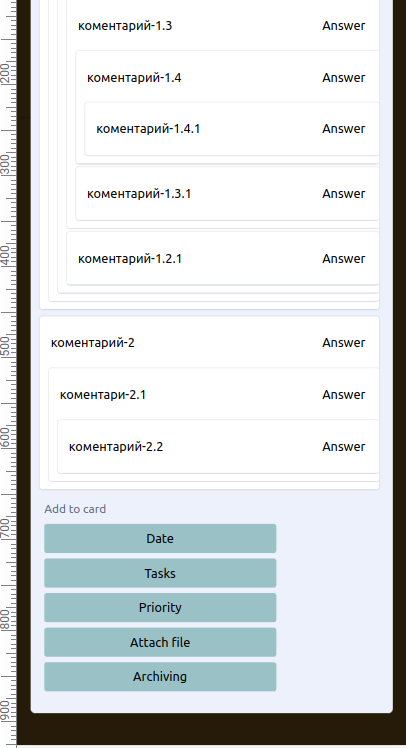 коментарий-1.3 Answer
коментарий-1.4 Answer
коментарий-1.4.1 Answer
коментарий-1.3.1 Answer
коментарий-1.2.1 Answer
коментарий-2 Answer
коментари-2.1 Answer
коментарий-2.2 Answer
Add to card
Date
Tasks
Priority
Attach file
Archiving
200
300
400
500
600
700
800
900